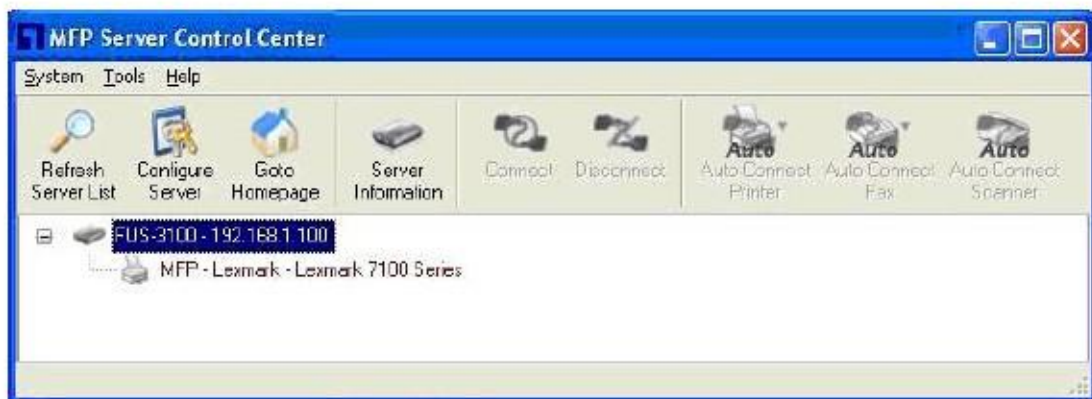 MFP Server Control Center
System Tools Help
Refresh Server List
Configure Server
Goto Homepage
Server Information
Connect
Disconnect
Auto
Auto Connect Printer
Auto
Auto Connect Fax
Auto
Auto Connect Scanner
FUS-3100 - 192.168.1.100
MFP - Lexmark - Lexmark 7100 Series